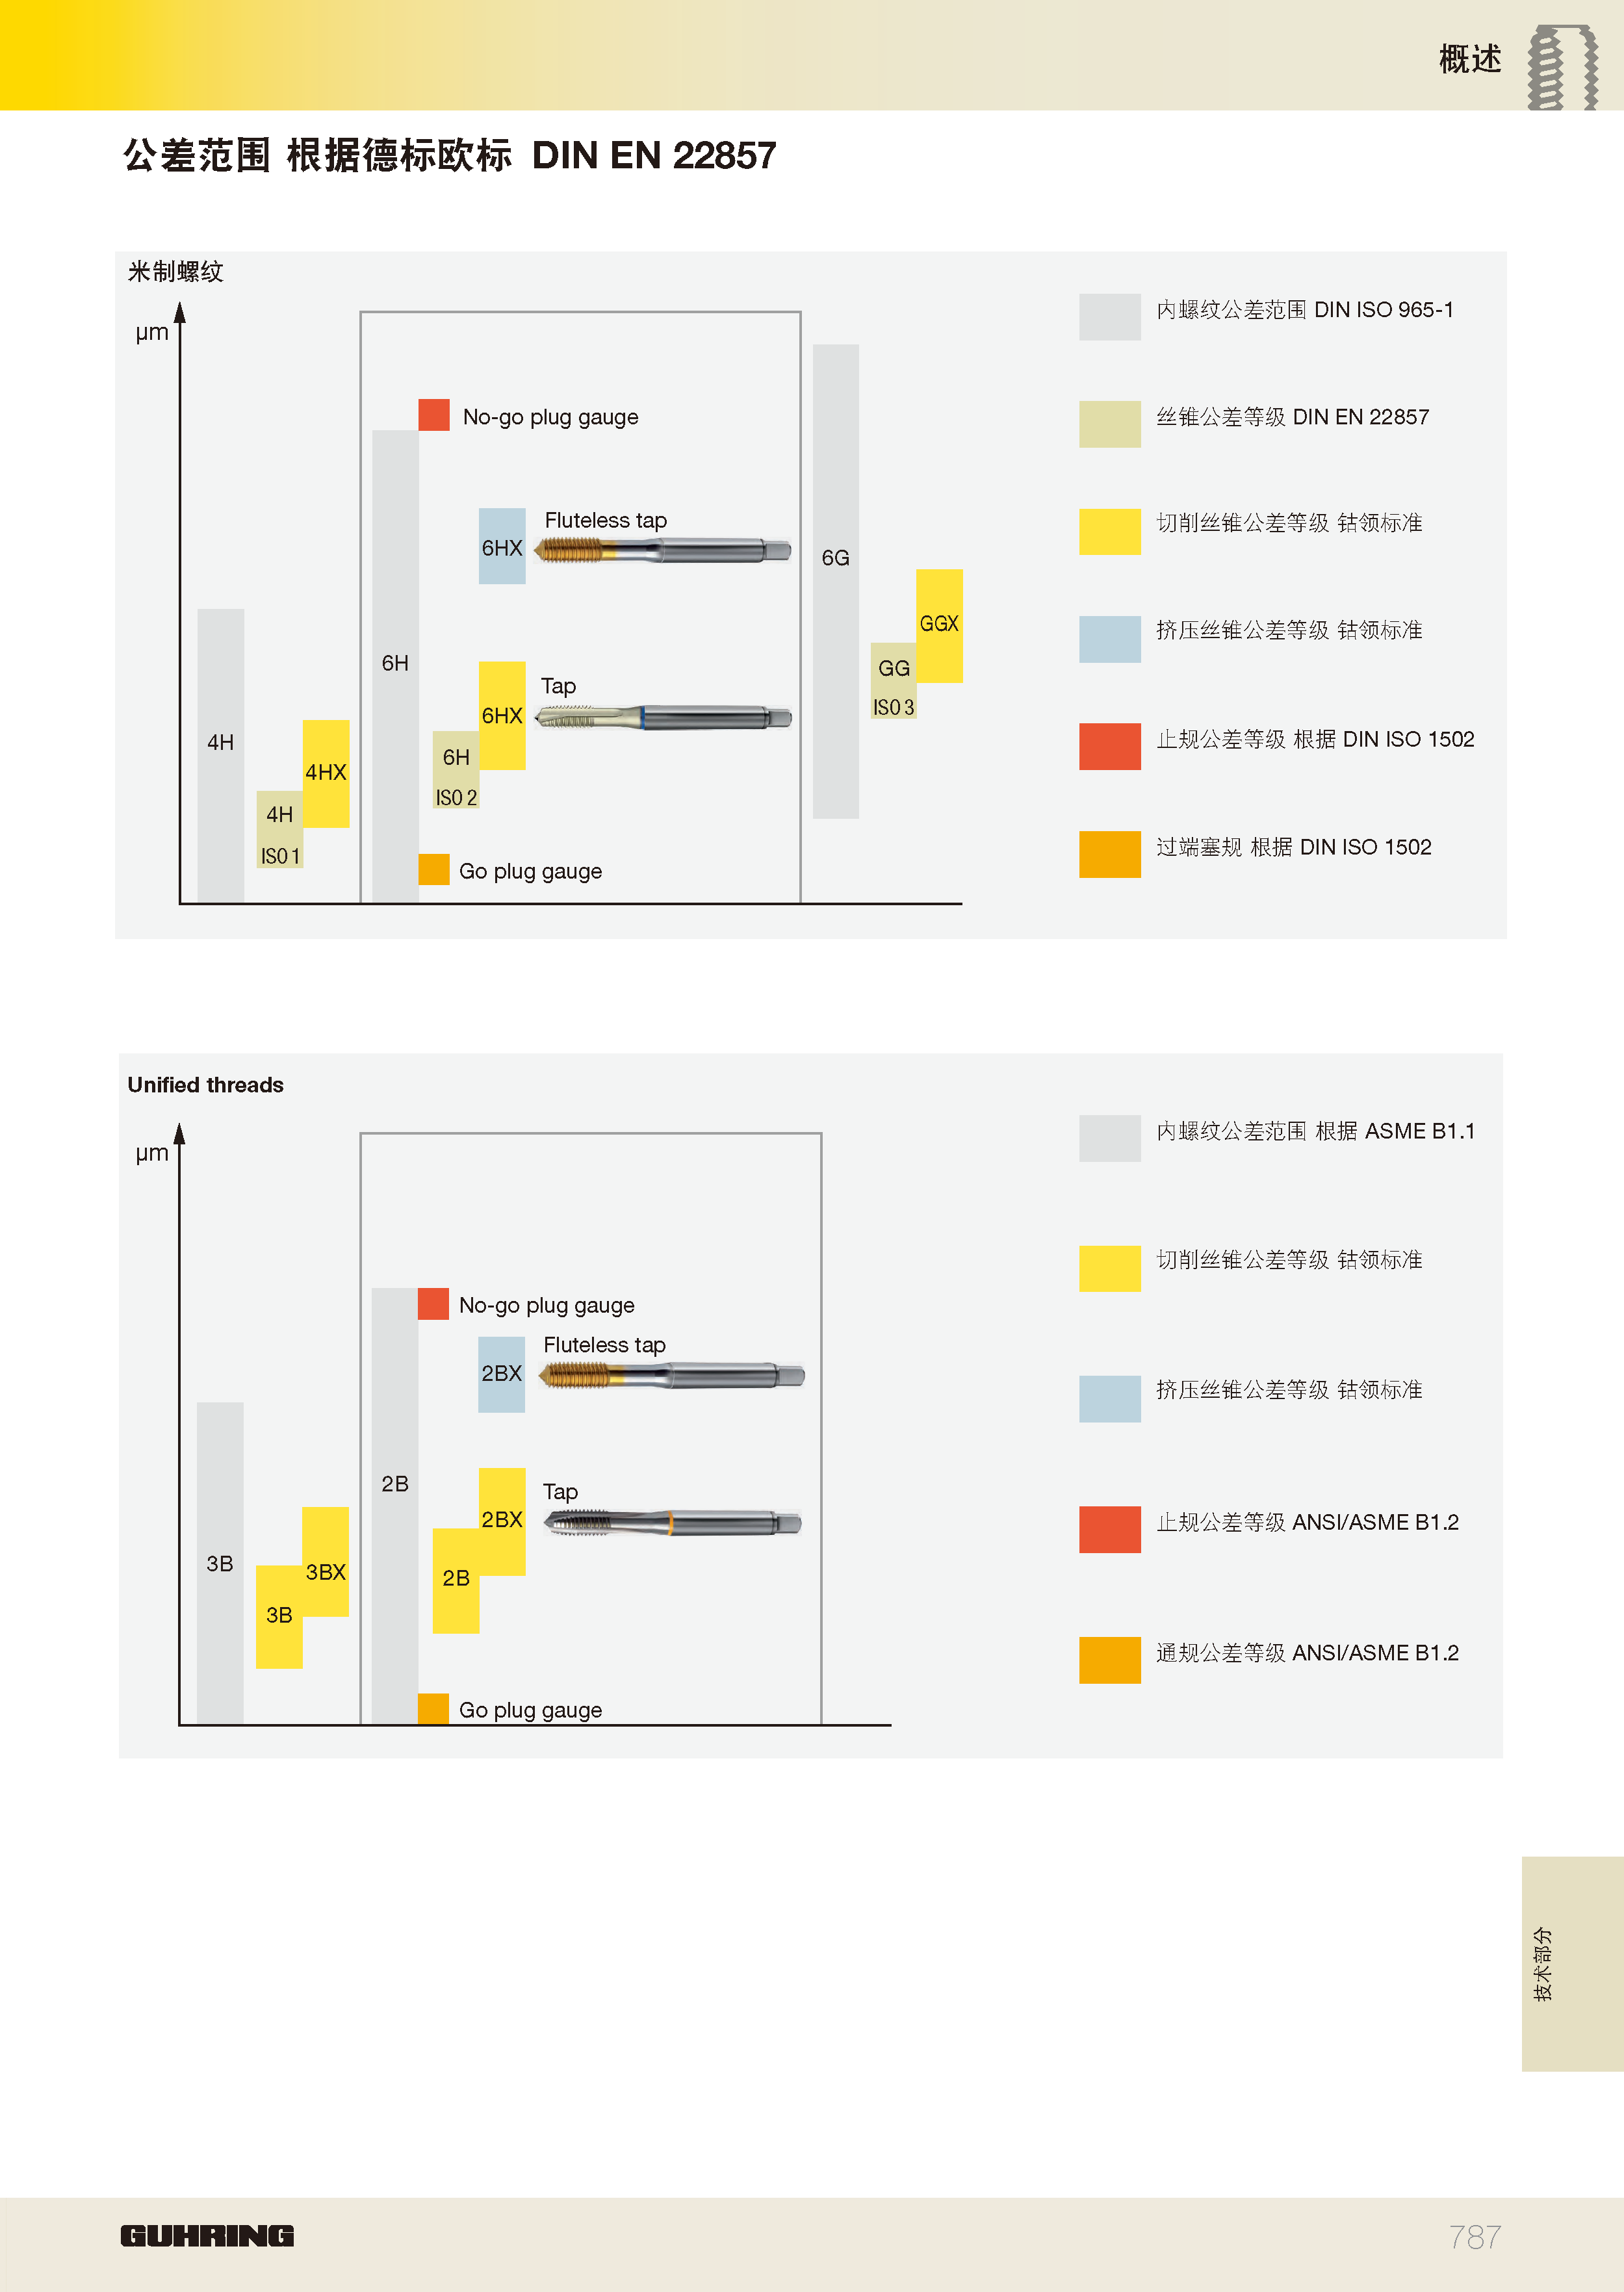 概述
公差范围 根据德标欧标 DIN EN 22857
米制螺纹
µm
No-go plug gauge
Fluteless tap
6HX
6G
GGX
6H
GG
Tap
ISO 3
6HX
4H
6H
4HX
ISO 2
4H
ISO 1
Go plug gauge
内螺纹公差范围 DIN ISO 965-1
丝锥公差等级 DIN EN 22857
切削丝锥公差等级 钴领标准
挤压丝锥公差等级 钴领标准
止规公差等级 根据 DIN ISO 1502
过端塞规 根据 DIN ISO 1502
Unified threads
µm
No-go plug gauge
Fluteless tap
2BX
2B
Tap
2BX
3B
3BX
2B
3B
Go plug gauge
内螺纹公差范围 根据 ASME B1.1
切削丝锥公差等级 钴领标准
挤压丝锥公差等级 钴领标准
止规公差等级 ANSI/ASME B1.2
通规公差等级 ANSI/ASME B1.2
技术部分
GUHRING
787